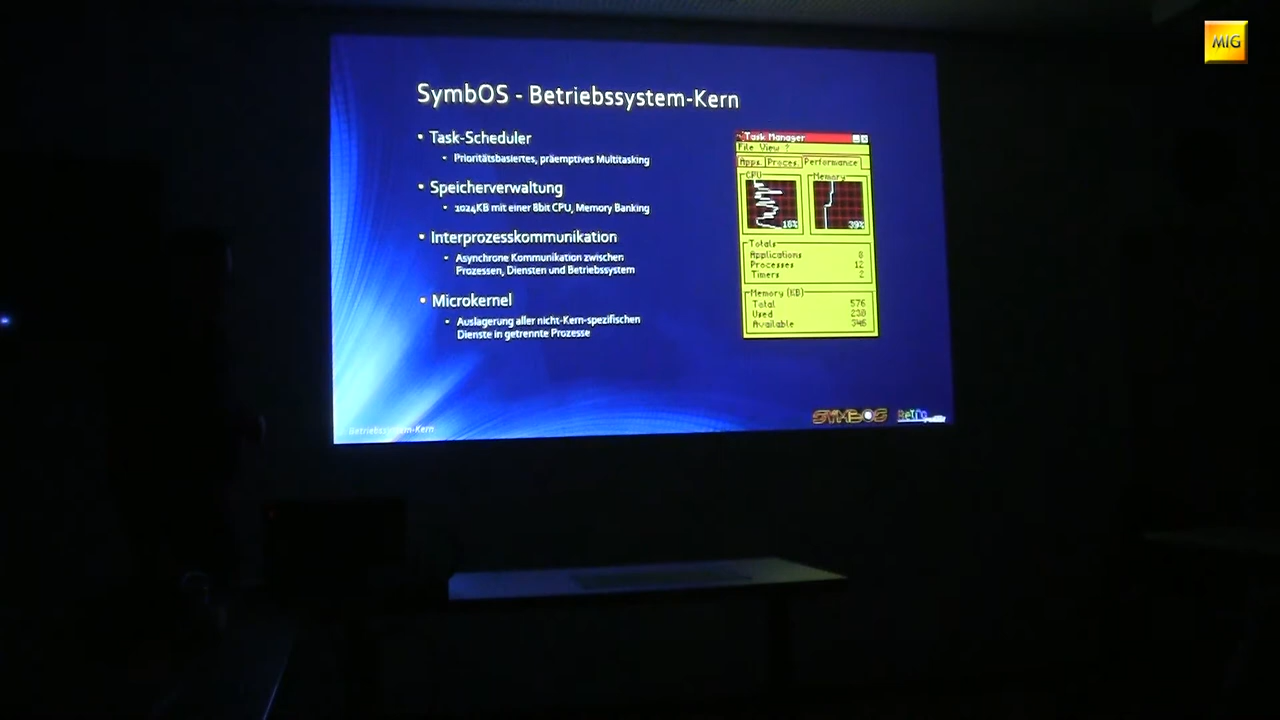 MIG
SymbOS - Betriebssystem-Kern
• Task-Scheduler
• Prioritätsbasiertes, präemptives Multitasking
• Speicherverwaltung
• 1024KB mit einer 8bit CPU, Memory Banking
• Interprozesskommunikation
• Asynchrone Kommunikation zwischen
Prozessen, Diensten und Betriebssystem
• Microkernel
• Auslagerung aller nicht-Kern-spezifischen
Dienste in getrennte Prozesse
Task Manager
File View ?
Apps Proces. Performance
CPU Memory
16% 39%
Totals
Applications 8
Processes 12
Timers 2
Memory (KB)
Total 576
Used 230
Available 346
SYMBOS ReTro
Betriebssystem-Kern